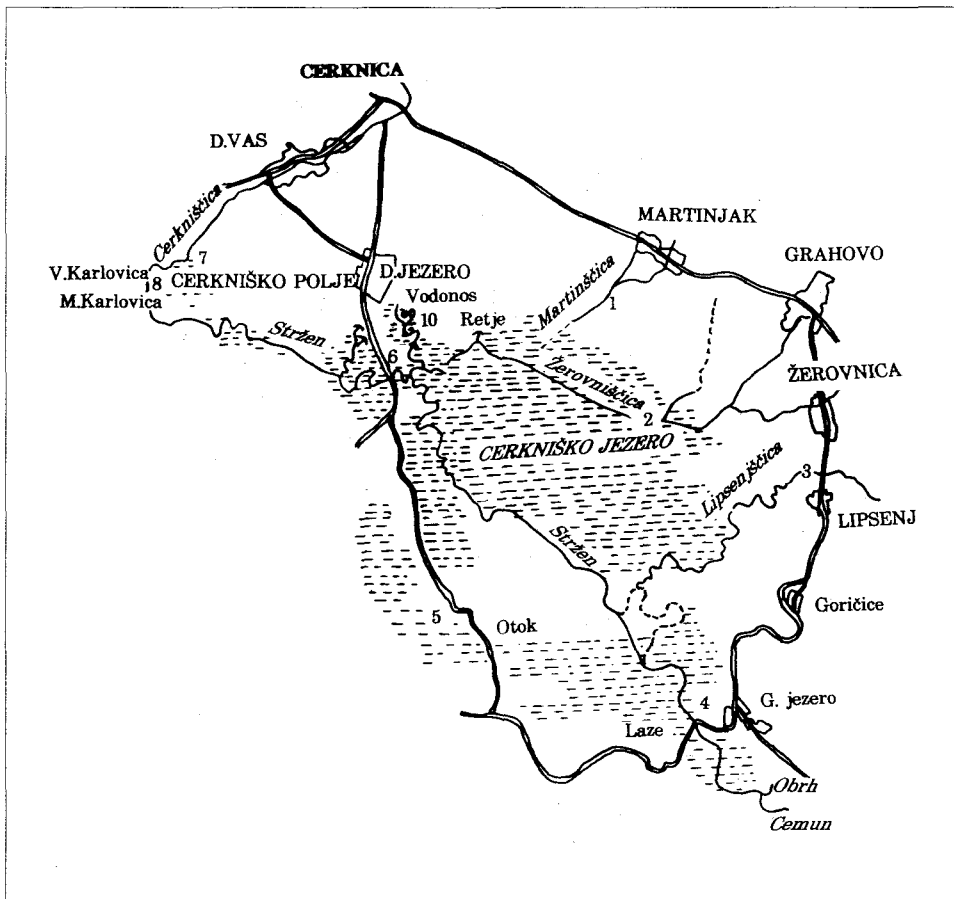 CERKNICA
D.VAS
MARTINJAK
Cerkniščica
GRAHOVO
7
V.Karlovica
8
CERKNIŠKO POLJE
D.JEZERO
M.Karlovica
Vodonos
10
Retje
Martinščica
1
Stržen
6
Žerovniščica
ŽEROVNICA
2
CERKNIŠKO JEZERO
Lipsenjščica
3
LIPSENJ
Stržen
Goričice
5
Otok
4
G. jezero
Laze
Obrh
Cemun